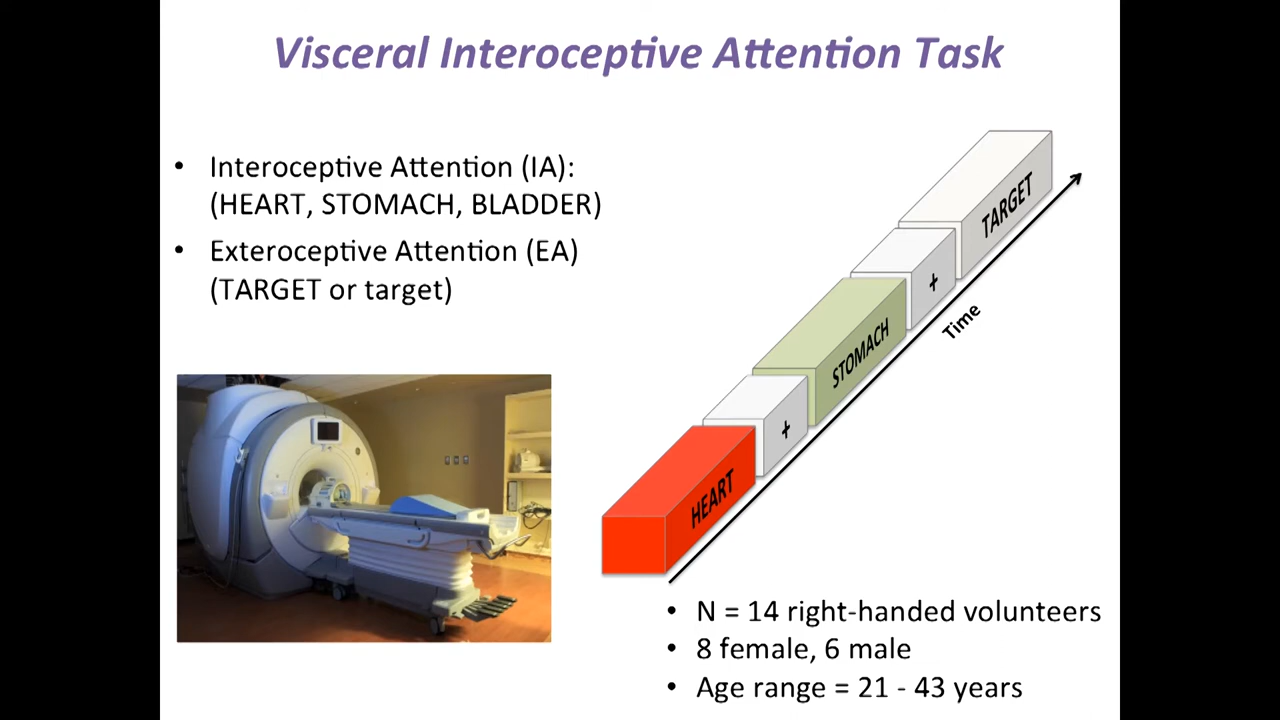 Visceral Interoceptive Attention Task
• Interoceptive Attention (IA):
(HEART, STOMACH, BLADDER)
• Exteroceptive Attention (EA)
(TARGET or target)
TARGET
+
Time
STOMACH
+
HEART
• N = 14 right-handed volunteers
• 8 female, 6 male
• Age range = 21 - 43 years